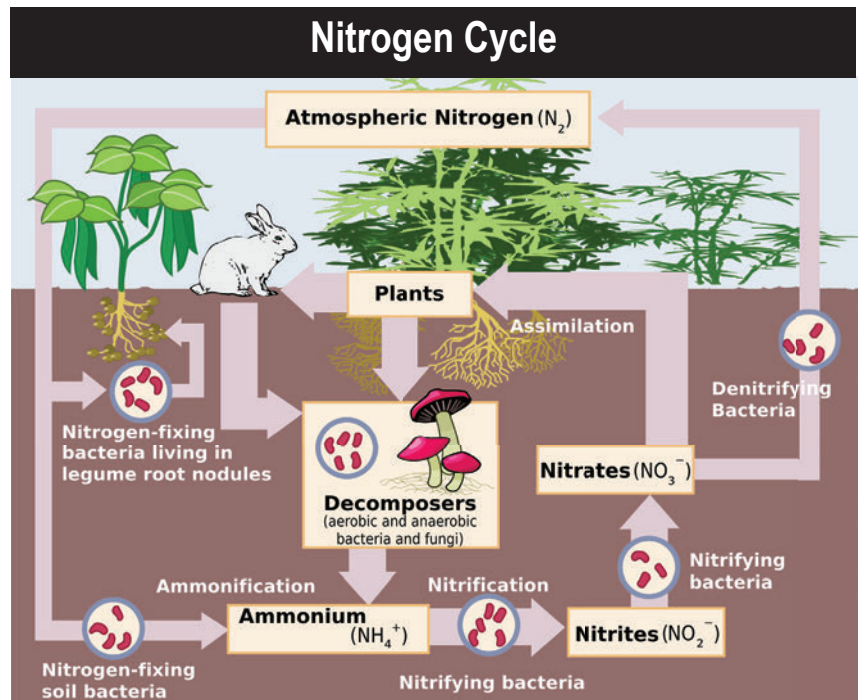 Nitrogen Cycle
Atmospheric Nitrogen (N₂)
Plants
Assimilation
Denitrifying
Bacteria
Nitrogen-fixing
bacteria living in
legume root nodules
Decomposers
(aerobic and anaerobic
bacteria and fungi)
Nitrates (NO₃⁻)
Nitrifying
bacteria
Ammonification
Nitrification
Ammonium
(NH₄⁺)
Nitrites (NO₂⁻)
Nitrogen-fixing
soil bacteria
Nitrifying bacteria